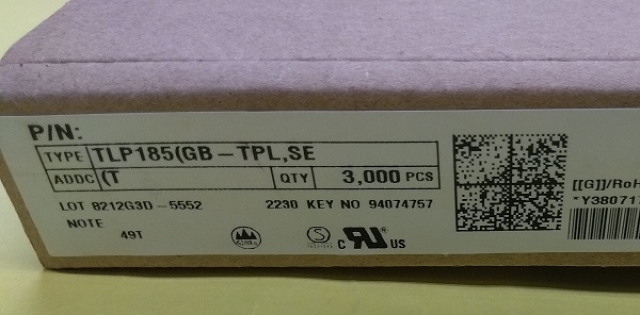 P/N:
TYPE TLP185(GB-TPL,SE
ADDC (T QTY 3,000 PCS
LOT 8212G3D-5552 2230 KEY NO 94074757
NOTE
49T
C US
[[G]]/RoH
*Y380717